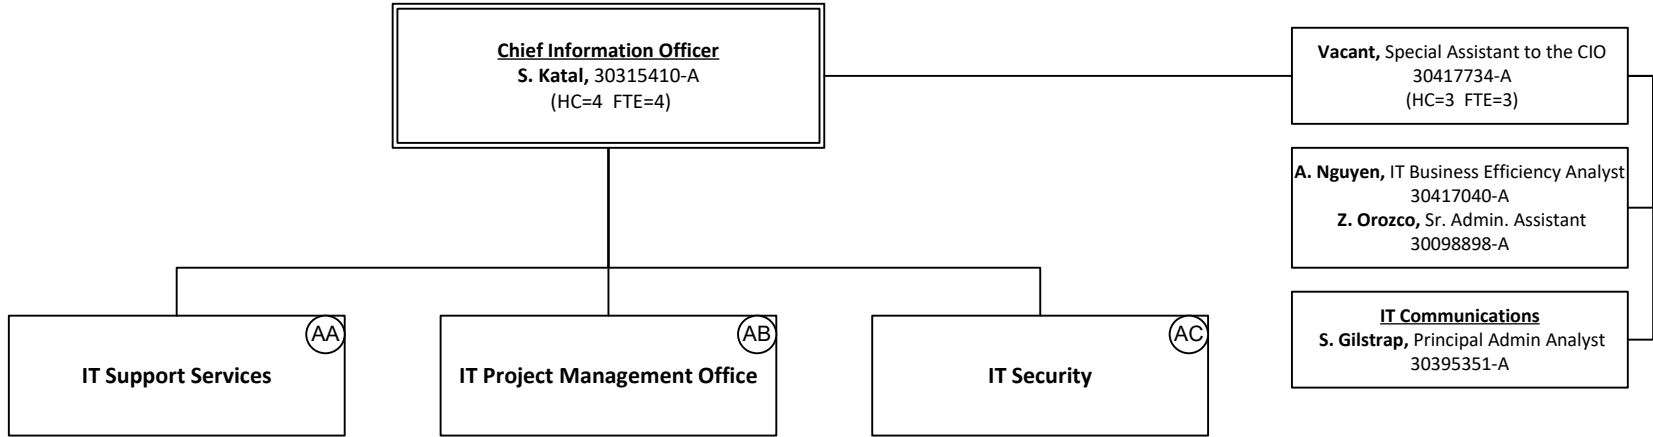 Chief Information Officer
S. Katal, 30315410-A
(HC=4 FTE=4)
Vacant, Special Assistant to the CIO
30417734-A
(HC=3 FTE=3)
A. Nguyen, IT Business Efficiency Analyst
30417040-A
Z. Orozco, Sr. Admin. Assistant
30098898-A
IT Communications
S. Gilstrap, Principal Admin Analyst
30395351-A
AA
IT Support Services
AB
IT Project Management Office
AC
IT Security